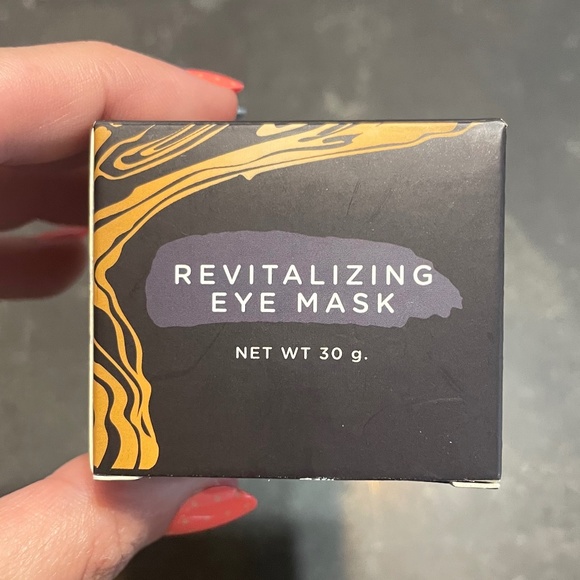 REVITALIZING
EYE MASK
NET WT 30 g.